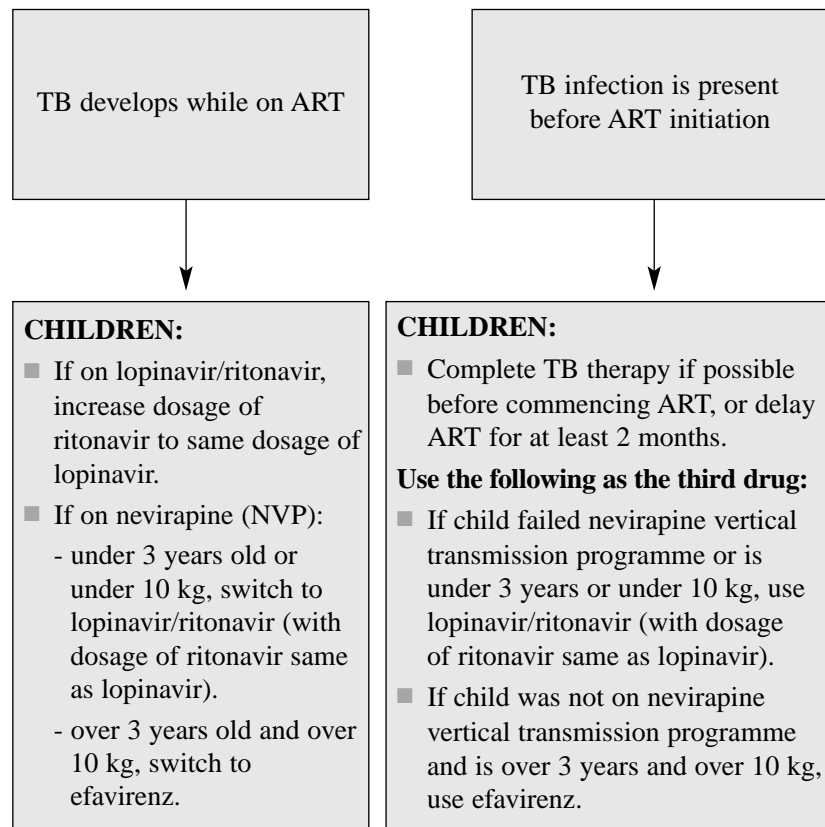 TB develops while on ART
TB infection is present
before ART initiation
CHILDREN:
■ If on lopinavir/ritonavir,
increase dosage of
ritonavir to same dosage of
lopinavir.
■ If on nevirapine (NVP):
- under 3 years old or
under 10 kg, switch to
lopinavir/ritonavir (with
dosage of ritonavir same
as lopinavir).
- over 3 years old and over
10 kg, switch to
efavirenz.
CHILDREN:
■ Complete TB therapy if possible
before commencing ART, or delay
ART for at least 2 months.
Use the following as the third drug:
■ If child failed nevirapine vertical
transmission programme or is
under 3 years or under 10 kg, use
lopinavir/ritonavir (with dosage
of ritonavir same as lopinavir).
■ If child was not on nevirapine
vertical transmission programme
and is over 3 years and over 10 kg,
use efavirenz.